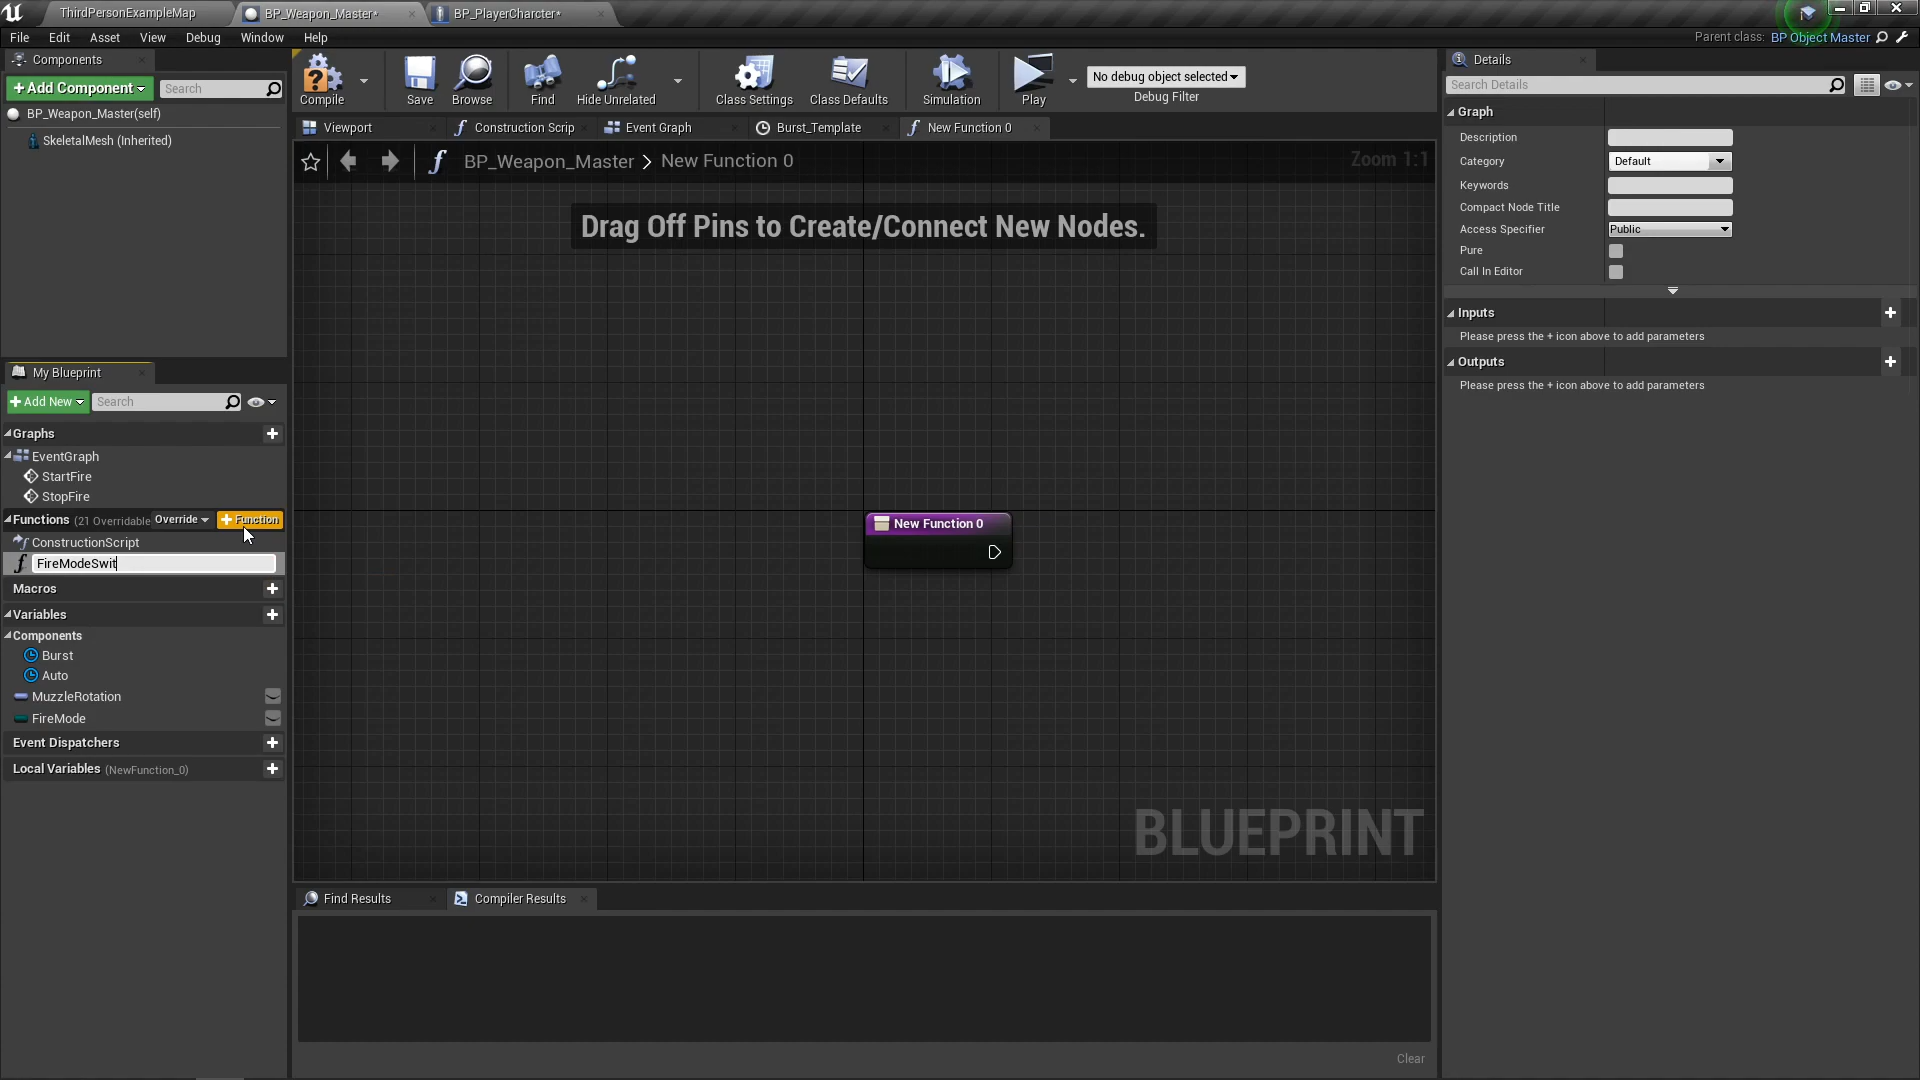 ThirdPersonExampleMap
BP_Weapon_Master*
BP_PlayerCharcter*
File Edit Asset View Debug Window Help
Parent class: BP Object Master
Components
+Add Component
Search
BP_Weapon_Master(self)
SkeletalMesh (Inherited)
Compile
Save
Browse
Find
Hide Unrelated
Class Settings
Class Defaults
Simulation
Play
No debug object selected
Debug Filter
Viewport
Construction Scrip
Event Graph
Burst_Template
New Function 0
BP_Weapon_Master > New Function 0
Zoom 1:1
Drag Off Pins to Create/Connect New Nodes.
New Function 0
BLUEPRINT
My Blueprint
+Add New
Search
Graphs
EventGraph
StartFire
StopFire
Functions (21 Overridable
Override
+Function
ConstructionScript
FireModeSwit
Macros
Variables
Components
Burst
Auto
MuzzleRotation
FireMode
Event Dispatchers
Local Variables (NewFunction_0)
Find Results
Compiler Results
Clear
Details
Search Details
Graph
Description
Category Default
Keywords
Compact Node Title
Access Specifier Public
Pure
Call In Editor
Inputs
Please press the + icon above to add parameters
Outputs
Please press the + icon above to add parameters